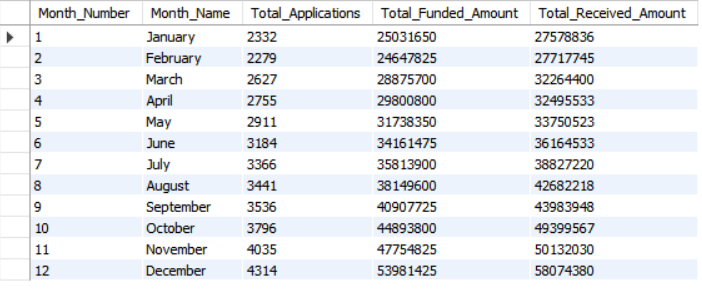 Month_Number Month_Name Total_Applications Total_Funded_Amount Total_Received_Amount
1 January 2332 25031650 27578836
2 February 2279 24647825 27717745
3 March 2627 28875700 32264400
4 April 2755 29800800 32495533
5 May 2911 31738350 33750523
6 June 3184 34161475 36164533
7 July 3366 35813900 38827220
8 August 3441 38149600 42682218
9 September 3536 40907725 43983948
10 October 3796 44893800 49399567
11 November 4035 47754825 50132030
12 December 4314 53981425 58074380